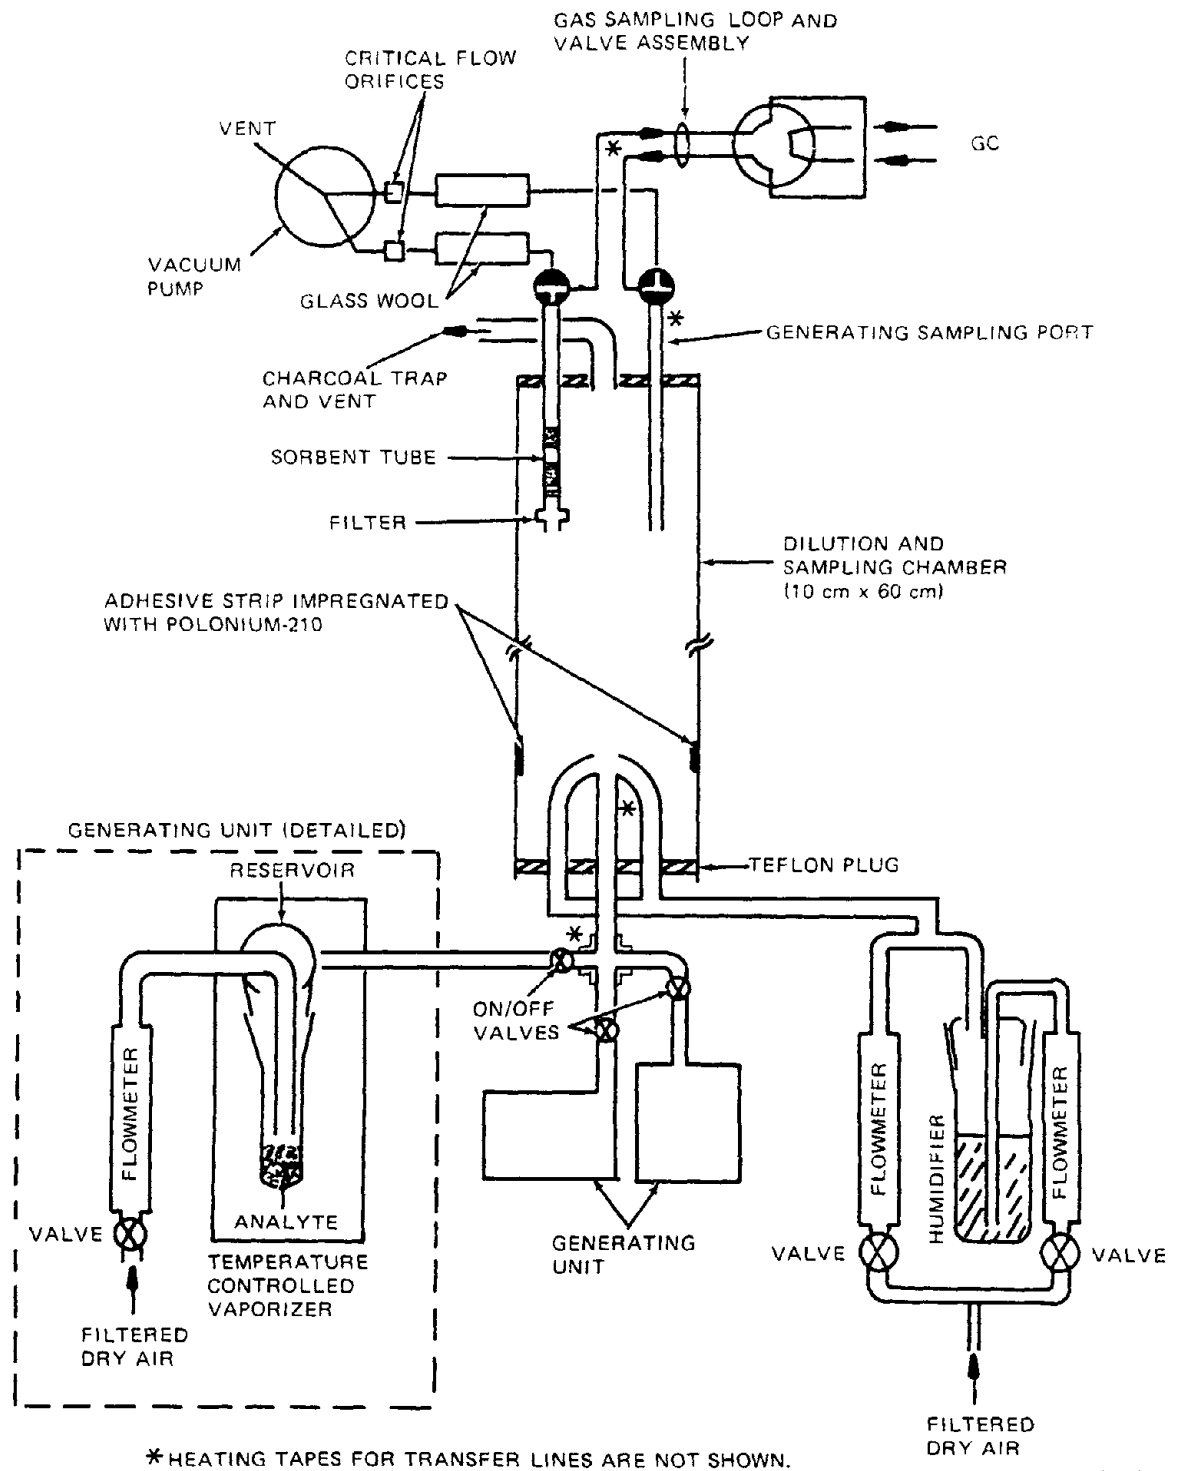 GAS SAMPLING LOOP AND
VALVE ASSEMBLY
CRITICAL FLOW
ORIFICES
VENT
*
GC
VACUUM
PUMP
GLASS WOOL
*
GENERATING SAMPLING PORT
CHARCOAL TRAP
AND VENT
SORBENT TUBE
FILTER
DILUTION AND
SAMPLING CHAMBER
(10 cm x 60 cm)
ADHESIVE STRIP IMPREGNATED
WITH POLONIUM-210
*
GENERATING UNIT (DETAILED)
RESERVOIR
TEFLON PLUG
*
ON/OFF
VALVES
FLOWMETER
FLOWMETER
HUMIDIFIER
FLOWMETER
ANALYTE
VALVE
TEMPERATURE
CONTROLLED
VAPORIZER
GENERATING
UNIT
VALVE
VALVE
FILTERED
DRY AIR
FILTERED
DRY AIR
*HEATING TAPES FOR TRANSFER LINES ARE NOT SHOWN.